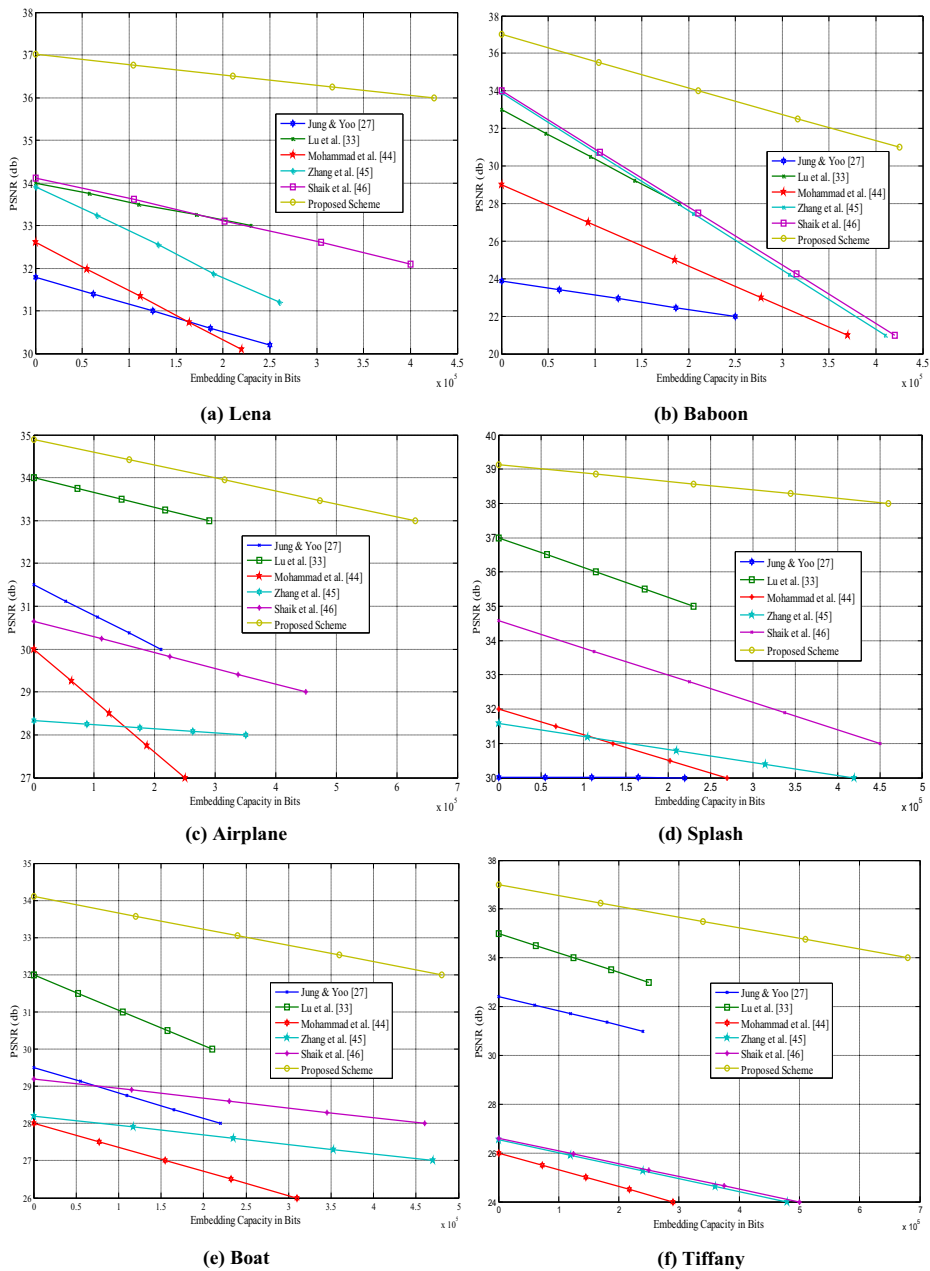 38
37
36
35
34
33
32
31
30
PSNR (db)
Jung & Yoo [27]
Lu et al. [33]
Mohammad et al. [44]
Zhang et al. [45]
Shaik et al. [46]
Proposed Scheme
0 0.5 1 1.5 2 2.5 3 3.5 4 4.5
Embedding Capacity in Bits
x 10^5
(a) Lena
38
36
34
32
30
28
26
24
22
20
PSNR (db)
Jung & Yoo [27]
Lu et al. [33]
Mohammad et al. [44]
Zhang et al. [45]
Shaik et al. [46]
Proposed Scheme
0 0.5 1 1.5 2 2.5 3 3.5 4 4.5
Embedding Capacity in Bits
x 10^5
(b) Baboon
35
34
33
32
31
30
29
28
27
PSNR (db)
Jung & Yoo [27]
Lu et al. [33]
Mohammad et al. [44]
Zhang et al. [45]
Shaik et al. [46]
Proposed Scheme
0 1 2 3 4 5 6 7
Embedding Capacity in Bits
x 10^5
(c) Airplane
40
39
38
37
36
35
34
33
32
31
30
PSNR (db)
Jung & Yoo [27]
Lu et al. [33]
Mohammad et al. [44]
Zhang et al. [45]
Shaik et al. [46]
Proposed Scheme
0 0.5 1 1.5 2 2.5 3 3.5 4 4.5 5
Embedding Capacity in Bits
x 10^5
(d) Splash
35
34
33
32
31
30
29
28
27
26
PSNR (db)
Jung & Yoo [27]
Lu et al. [33]
Mohammad et al. [44]
Zhang et al. [45]
Shaik et al. [46]
Proposed Scheme
0 0.5 1 1.5 2 2.5 3 3.5 4 4.5 5
Embedding Capacity in Bits
x 10^5
(e) Boat
38
36
34
32
30
28
26
24
PSNR (db)
Jung & Yoo [27]
Lu et al. [33]
Mohammad et al. [44]
Zhang et al. [45]
Shaik et al. [46]
Proposed Scheme
0 1 2 3 4 5 6 7
Embedding Capacity in Bits
x 10^5
(f) Tiffany